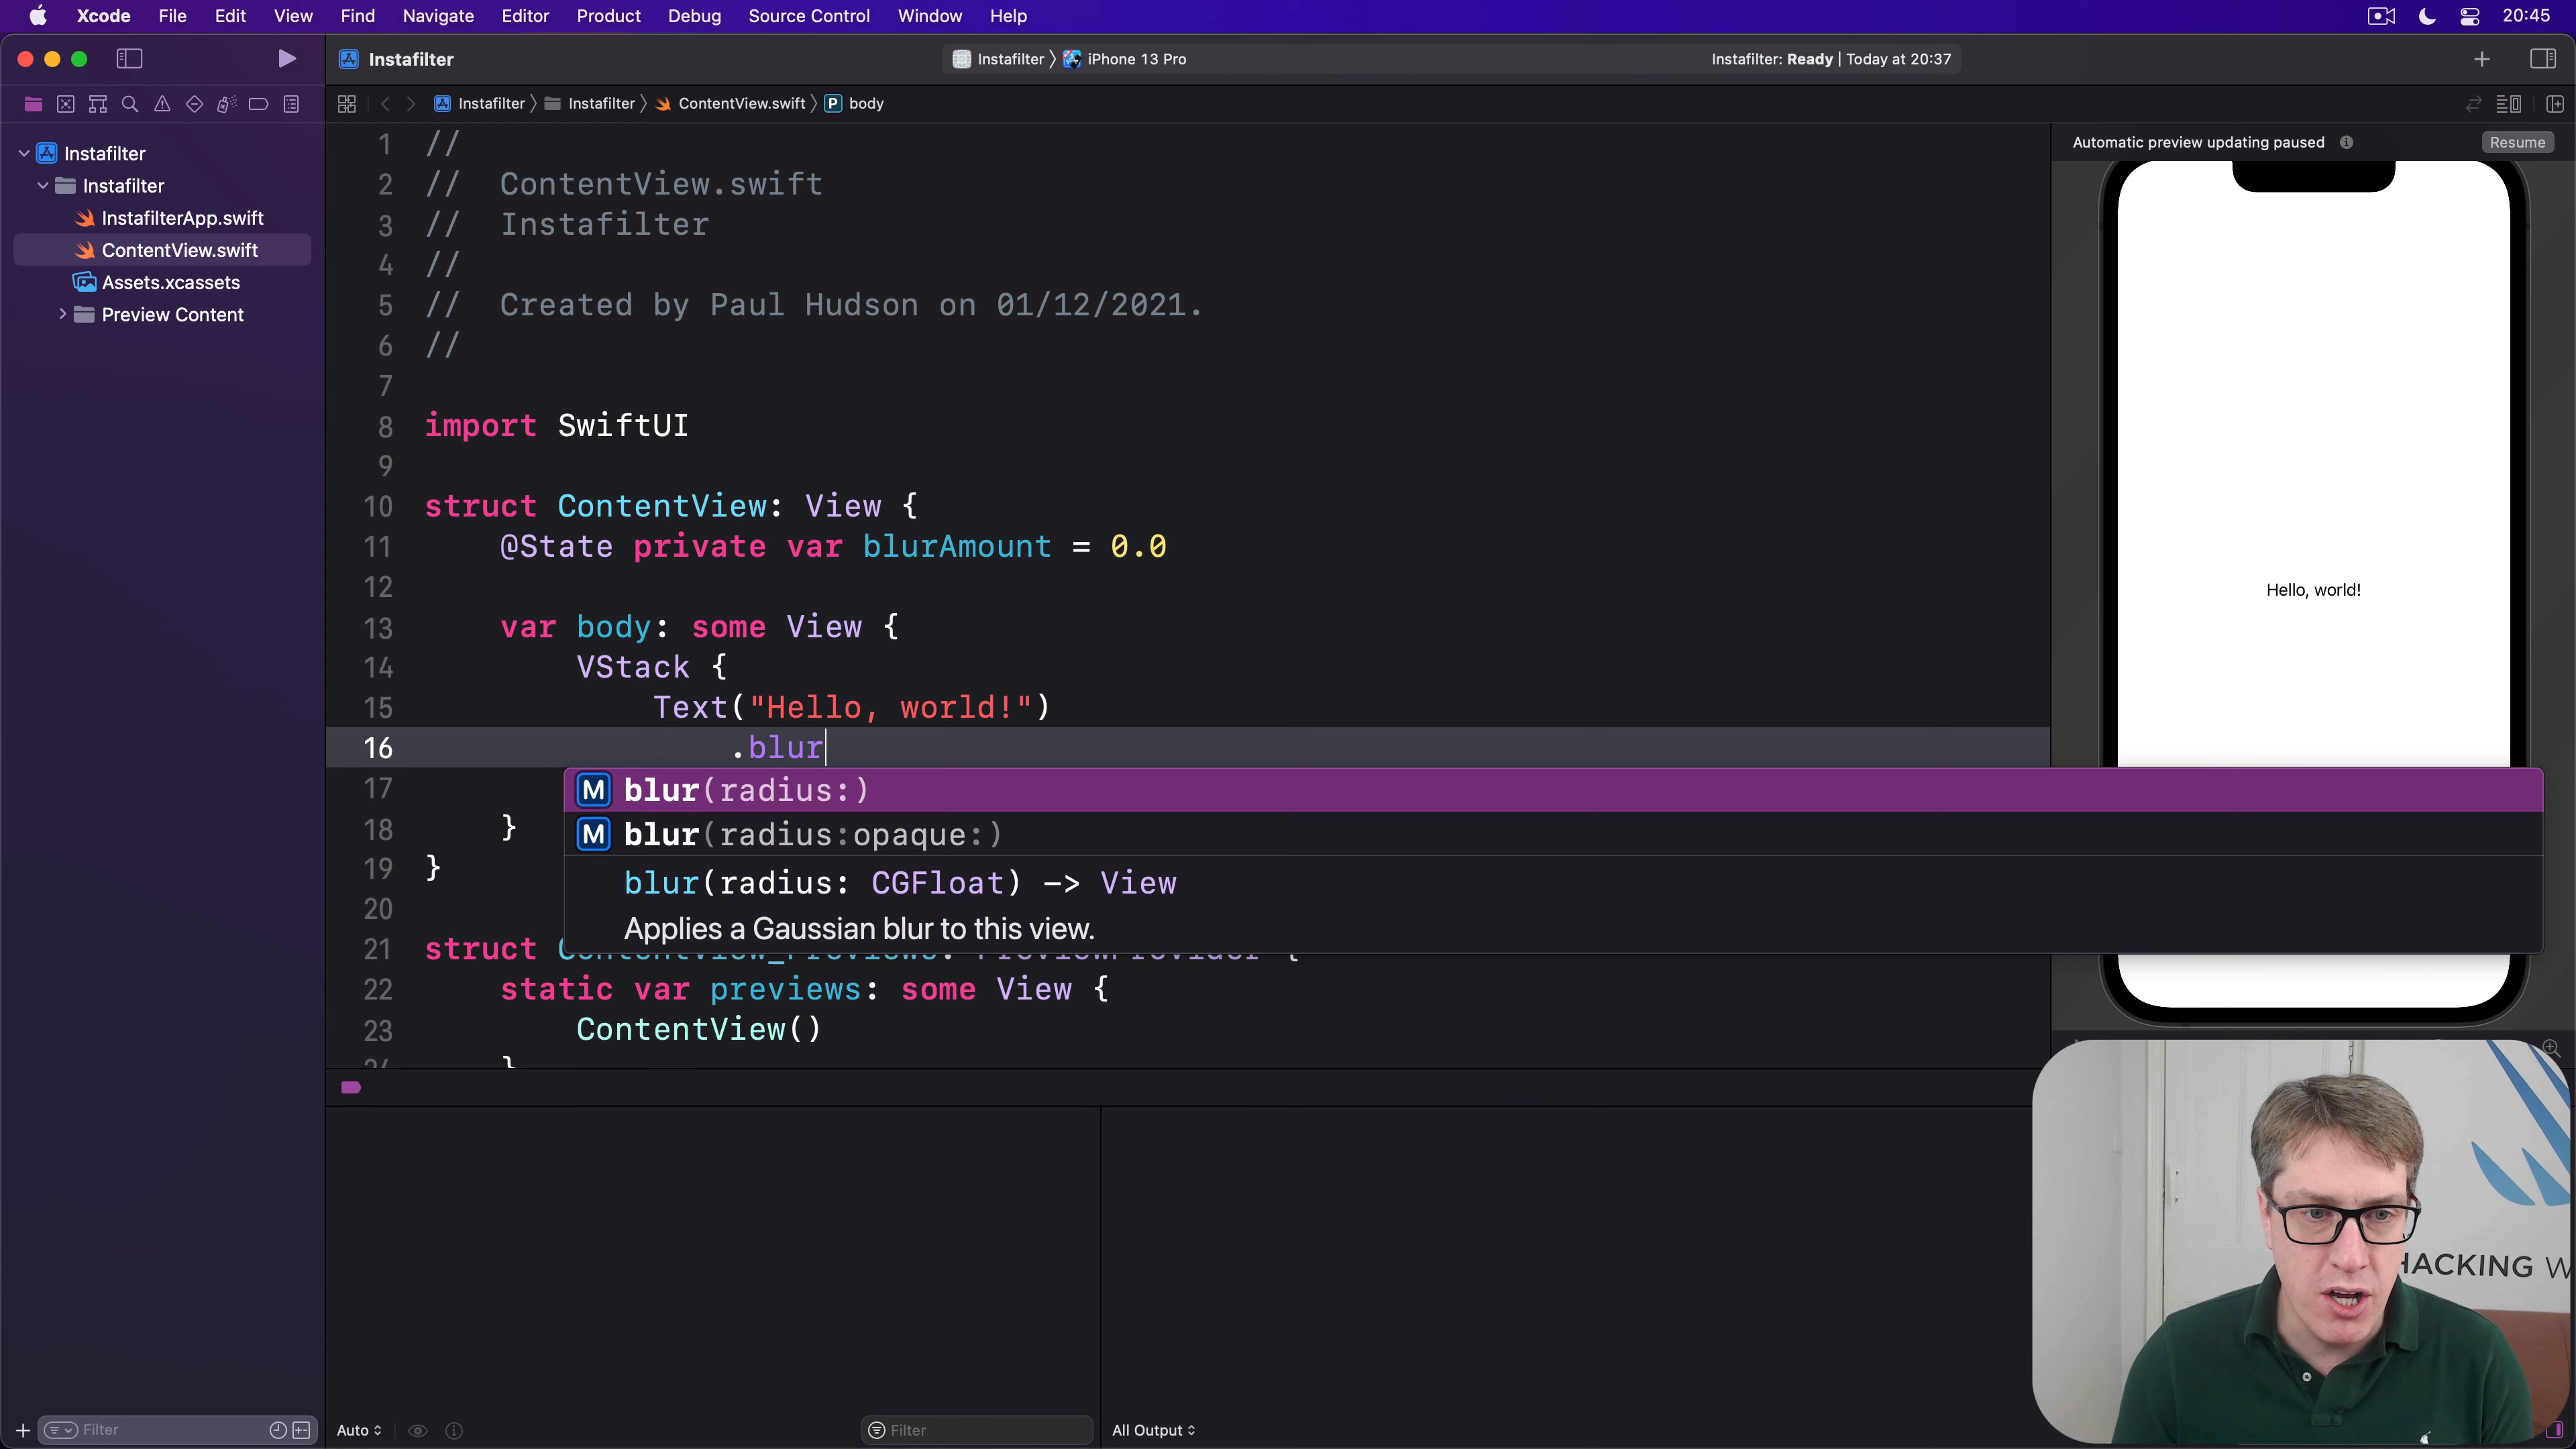 Xcode File Edit View Find Navigate Editor Product Debug Source Control Window Help 20:45
Instafilter Instafilter iPhone 13 Pro Instafilter: Ready | Today at 20:37
Instafilter Instafilter ContentView.swift P body
Automatic preview updating paused Resume
Instafilter
Instafilter
InstafilterApp.swift
ContentView.swift
Assets.xcassets
Preview Content
1 //
2 // ContentView.swift
3 // Instafilter
4 //
5 // Created by Paul Hudson on 01/12/2021.
6 //
7
8 import SwiftUI
9
10 struct ContentView: View {
11 @State private var blurAmount = 0.0
12
13 var body: some View {
14 VStack {
15 Text("Hello, world!")
16 .blur
17
18 }
19 }
20
21 struct
22 static var previews: some View {
23 ContentView()
}
M blur(radius:)
M blur(radius:opaque:)
blur(radius: CGFloat) -> View
Applies a Gaussian blur to this view.
Hello, world!
HACKING W
Filter Auto Filter All Output